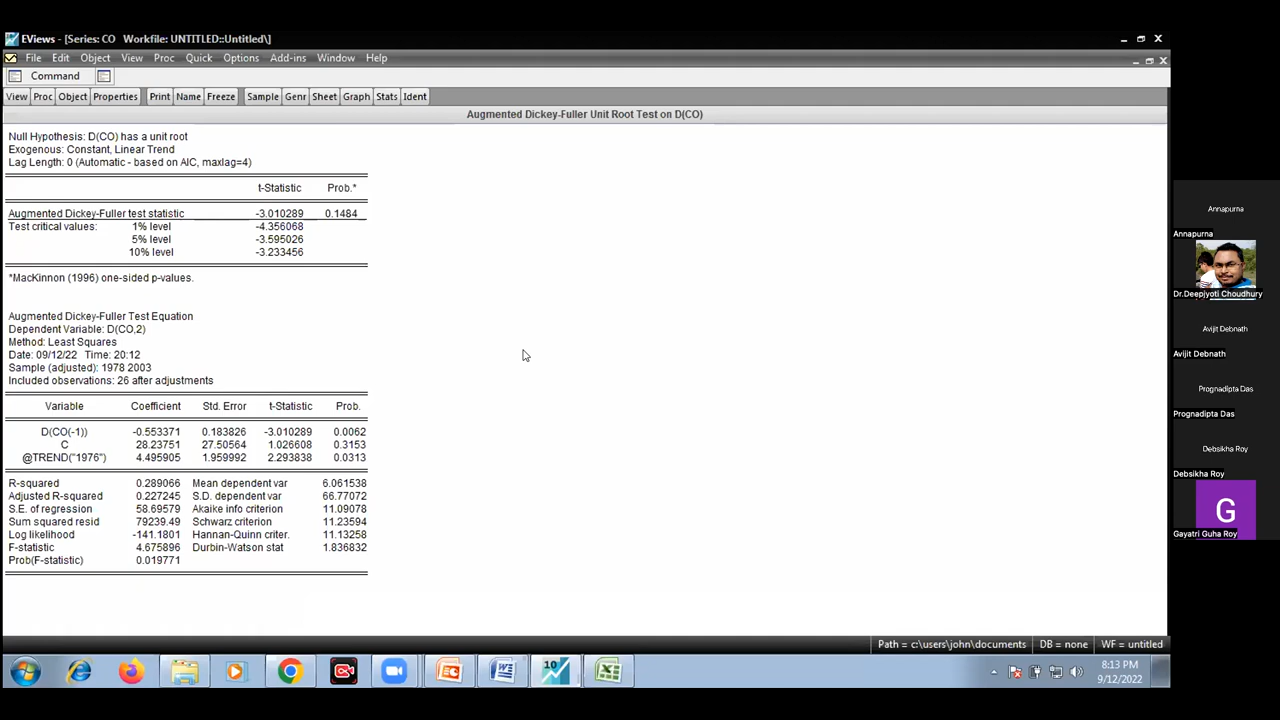 EViews - [Series: CO Workfile: UNTITLED::Untitled\]
File Edit Object View Proc Quick Options Add-ins Window Help
Command
View Proc Object Properties Print Name Freeze Sample Genr Sheet Graph Stats Ident
Augmented Dickey-Fuller Unit Root Test on D(CO)
Null Hypothesis: D(CO) has a unit root
Exogenous: Constant, Linear Trend
Lag Length: 0 (Automatic - based on AIC, maxlag=4)
t-Statistic Prob.*
Augmented Dickey-Fuller test statistic -3.010289 0.1484
Test critical values: 1% level -4.356068
5% level -3.595026
10% level -3.233456
*MacKinnon (1996) one-sided p-values.
Augmented Dickey-Fuller Test Equation
Dependent Variable: D(CO,2)
Method: Least Squares
Date: 09/12/22 Time: 20:12
Sample (adjusted): 1978 2003
Included observations: 26 after adjustments
Variable Coefficient Std. Error t-Statistic Prob.
D(CO(-1)) -0.553371 0.183826 -3.010289 0.0062
C 28.23751 27.50564 1.026608 0.3153
@TREND("1976") 4.495905 1.959992 2.293838 0.0313
R-squared 0.289066 Mean dependent var 6.061538
Adjusted R-squared 0.227245 S.D. dependent var 66.77072
S.E. of regression 58.69579 Akaike info criterion 11.09078
Sum squared resid 79239.49 Schwarz criterion 11.23594
Log likelihood -141.1801 Hannan-Quinn criter. 11.13258
F-statistic 4.675896 Durbin-Watson stat 1.836832
Prob(F-statistic) 0.019771
Path = c:\users\john\documents DB = none WF = untitled
10
8:13 PM
9/12/2022
Annapurna
Annapurna
Dr.Deepjyoti Choudhury
Avijit Debnath
Avijit Debnath
Prognadipta Das
Prognadipta Das
Debsikha Roy
Debsikha Roy
G
Gayatri Guha Roy